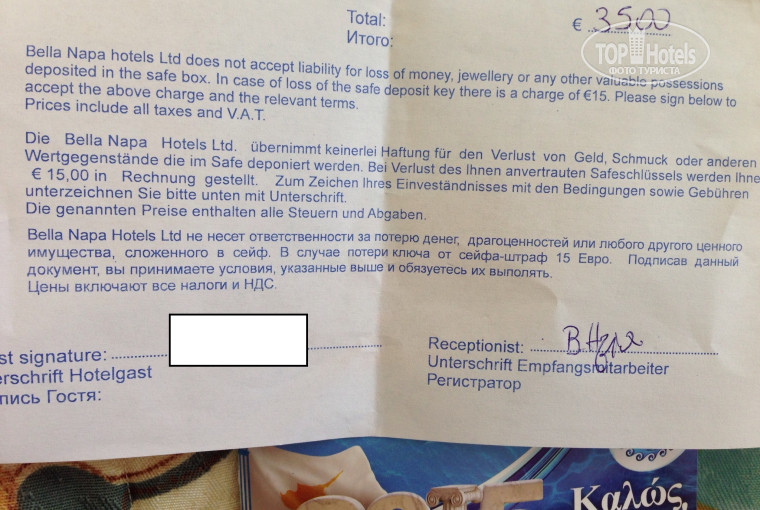 Total:
Итого:
€ 3500
TOP Hotels
ФОТО ТУРИСТА
Bella Napa hotels Ltd does not accept liability for loss of money, jewellery or any other valuable possessions
deposited in the safe box. In case of loss of the safe deposit key there is a charge of €15. Please sign below to
accept the above charge and the relevant terms.
Prices include all taxes and V.A.T.
Die Bella Napa Hotels Ltd. übernimmt keinerlei Haftung für den Verlust von Geld, Schmuck oder anderen
Wertgegenstände die im Safe deponiert werden. Bei Verlust des Ihnen anvertrauten Safeschlüssels werden Ihne
€ 15,00 in Rechnung gestellt. Zum Zeichen Ihres Einveständnisses mit den Bedingungen sowie Gebühren
unterzeichnen Sie bitte unten mit Unterschrift.
Die genannten Preise enthalten alle Steuern und Abgaben.
Bella Napa Hotels Ltd не несет ответственности за потерю денег, драгоценностей или любого другого ценного
имущества, сложенного в сейф. В случае потери ключа от сейфа-штраф 15 Евро. Подписав данный
документ, вы принимаете условия, указанные выше и обязуетесь их выполять.
Цены включают все налоги и НДС.
st signature:
erschrift Hotelgast
пись Гостя:
Receptionist:
Unterschrift Empfangsmitarbeiter
Регистратор
Καλώς